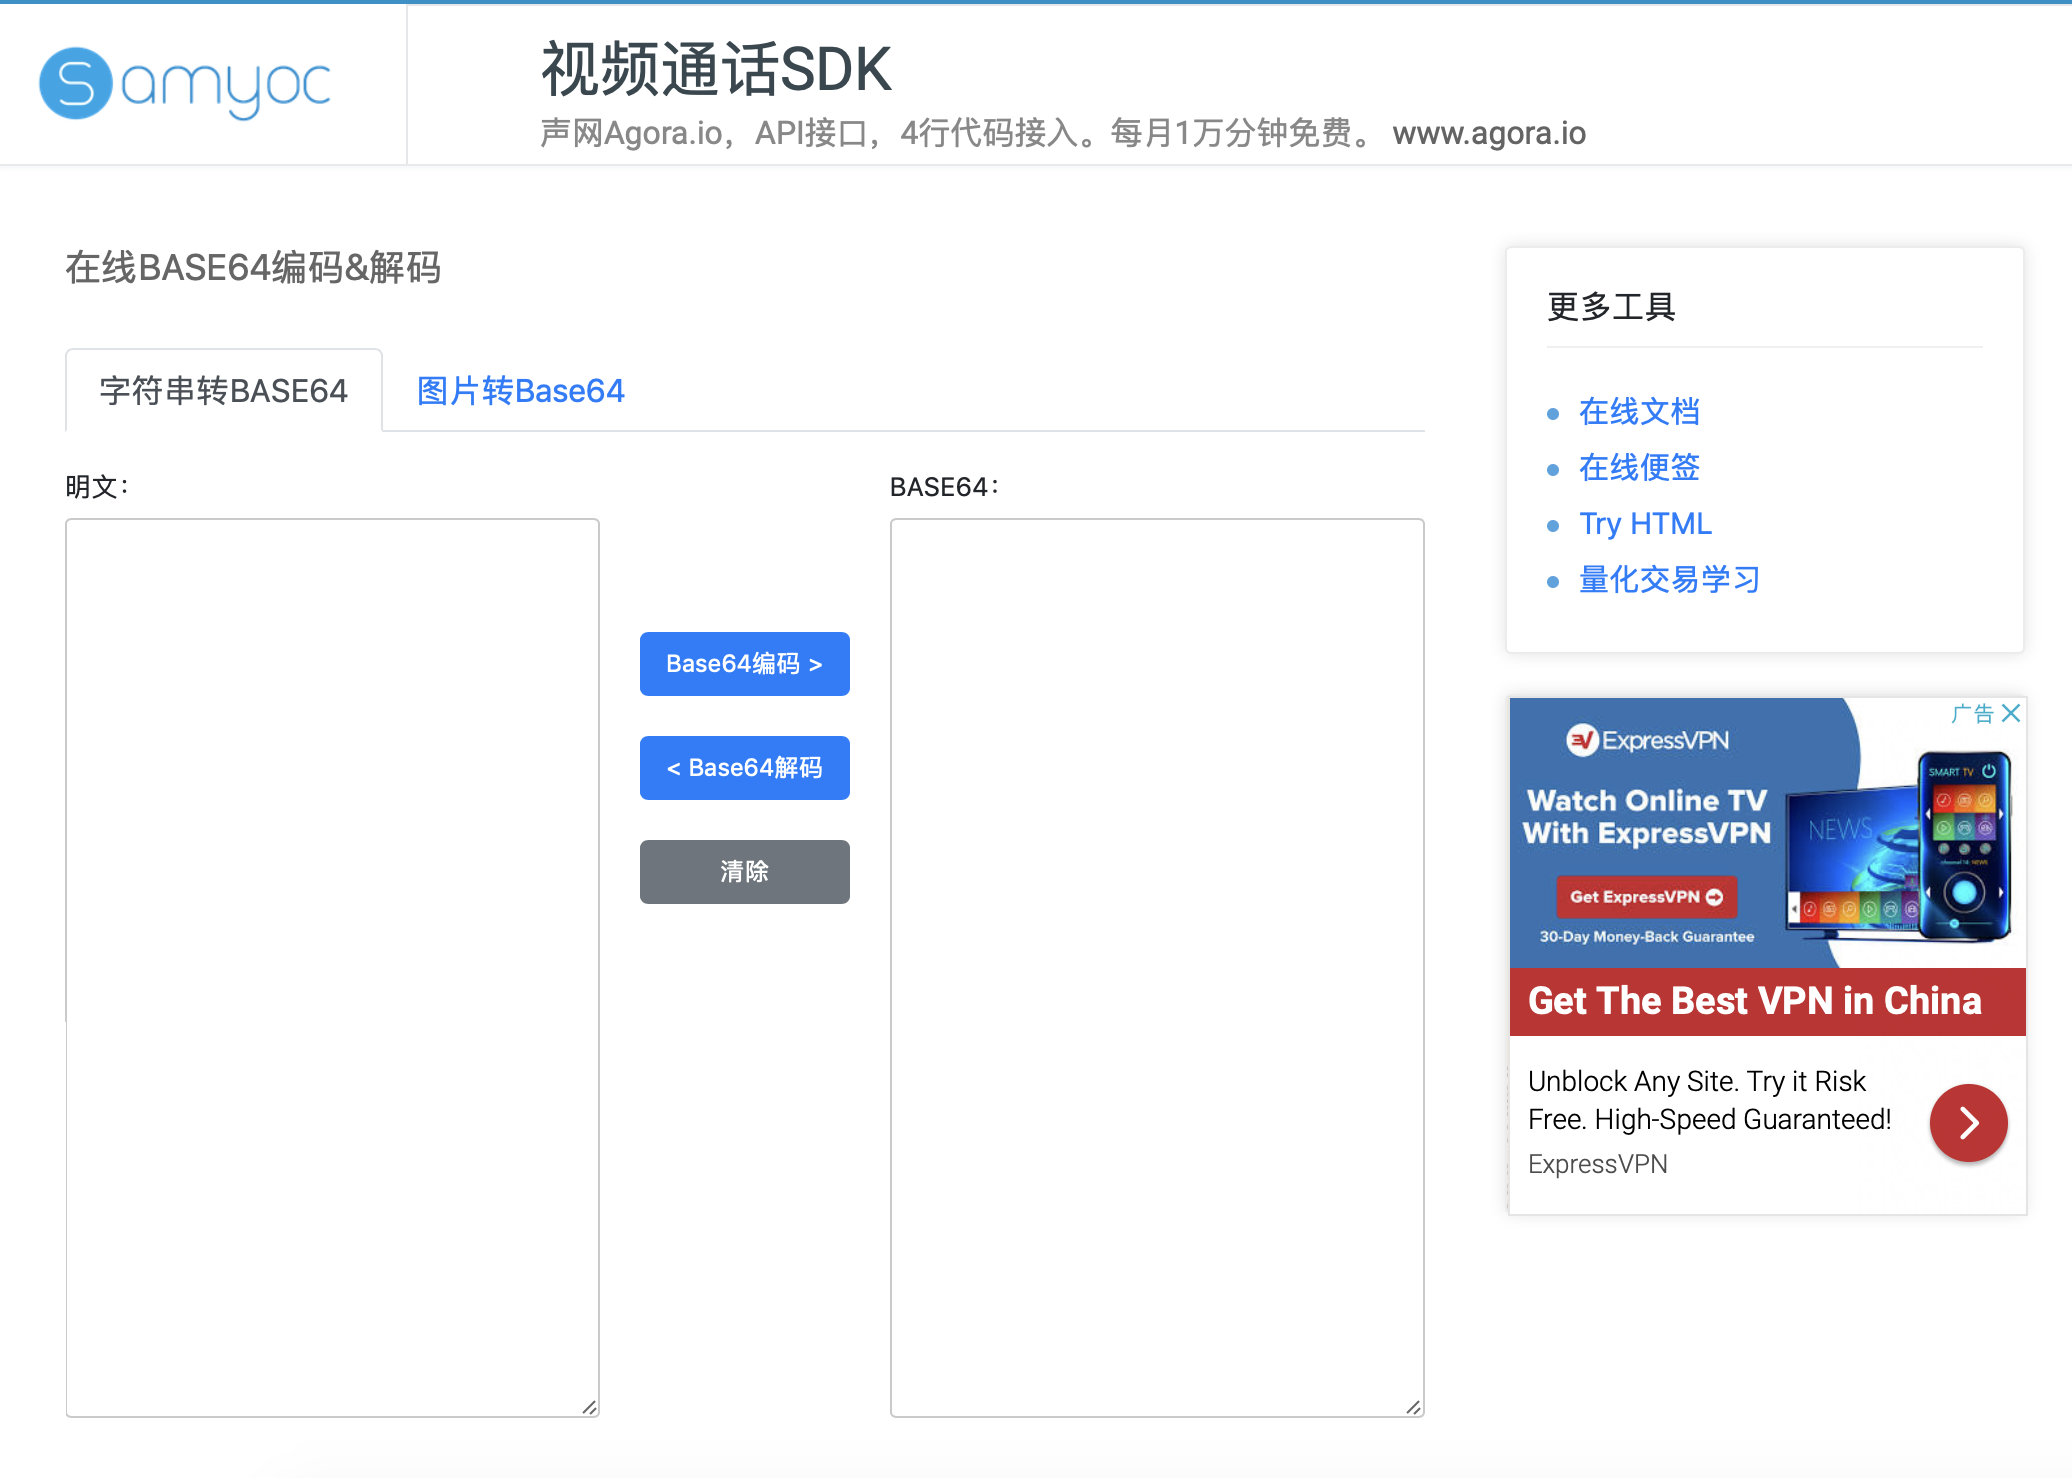 Samyoc
视频通话SDK
声网Agora.io，API接口，4行代码接入。每月1万分钟免费。 www.agora.io
在线BASE64编码&解码
字符串转BASE64
图片转Base64
明文：
BASE64：
Base64编码 >
< Base64解码
清除
更多工具
在线文档
在线便签
Try HTML
量化交易学习
广告
ExpressVPN
Watch Online TV
With ExpressVPN
Get ExpressVPN
30-Day Money-Back Guarantee
NEWS
SMART TV
Get The Best VPN in China
Unblock Any Site. Try it Risk
Free. High-Speed Guaranteed!
ExpressVPN